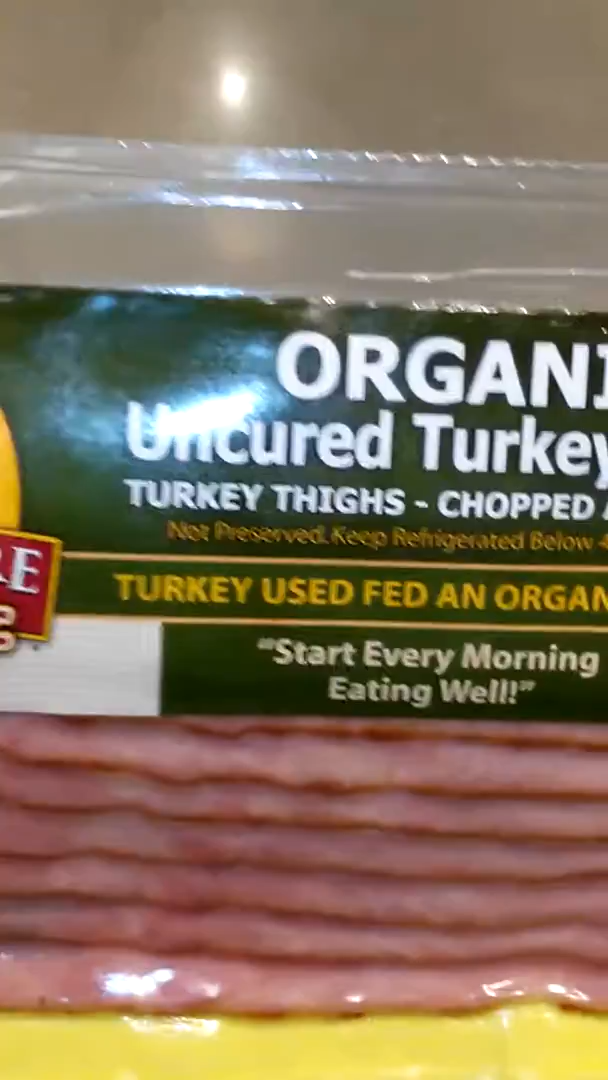 ORGANI
Uncured Turkey
TURKEY THIGHS - CHOPPED
Not Preserved. Keep Refrigerated Below
TURKEY USED FED AN ORGAN
RE
“Start Every Morning
Eating Well!”